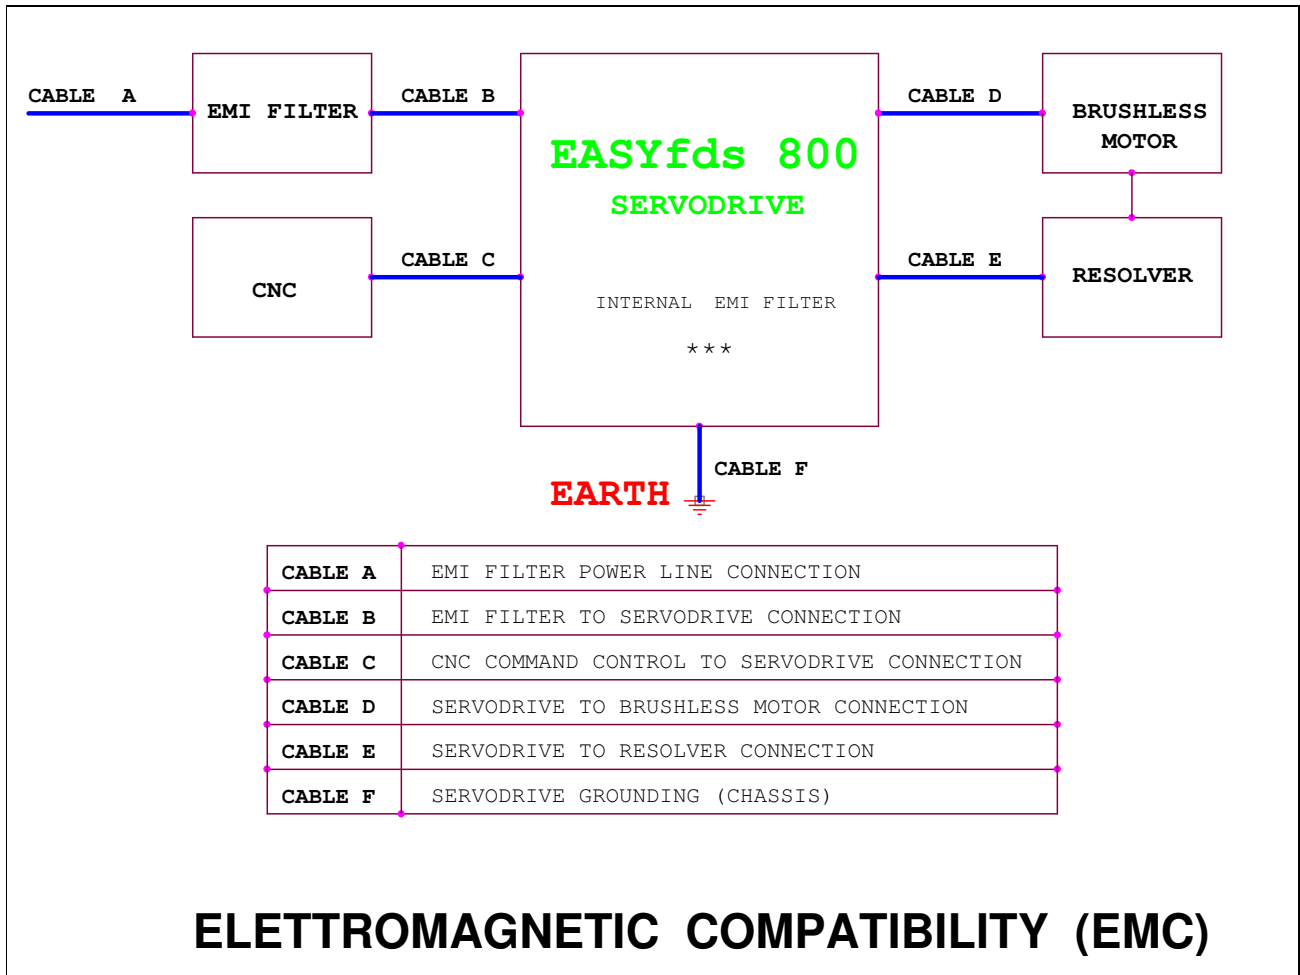 CABLE A
EMI FILTER
CABLE B
CABLE D
BRUSHLESS
MOTOR
EASYfds 800
SERVODRIVE
CNC
CABLE C
CABLE E
RESOLVER
INTERNAL EMI FILTER
***
CABLE F
EARTH
CABLE A EMI FILTER POWER LINE CONNECTION
CABLE B EMI FILTER TO SERVODRIVE CONNECTION
CABLE C CNC COMMAND CONTROL TO SERVODRIVE CONNECTION
CABLE D SERVODRIVE TO BRUSHLESS MOTOR CONNECTION
CABLE E SERVODRIVE TO RESOLVER CONNECTION
CABLE F SERVODRIVE GROUNDING (CHASSIS)
ELETTROMAGNETIC COMPATIBILITY (EMC)